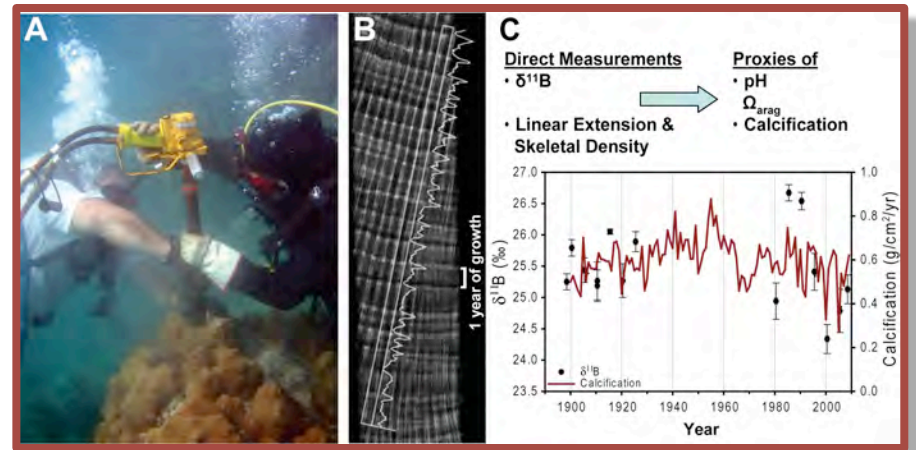 A
B
1 year of growth
C
Direct Measurements
• δ¹¹B
• Linear Extension &
Skeletal Density
Proxies of
• pH
Ωarag
• Calcification
27.0
26.5
26.0
25.5
25.0
24.5
24.0
23.5
δ¹¹B (‰)
1.0
0.8
0.6
0.4
0.2
0.0
Calcification (g/cm²/yr)
δ¹¹B
Calcification
1900 1920 1940 1960 1980 2000
Year